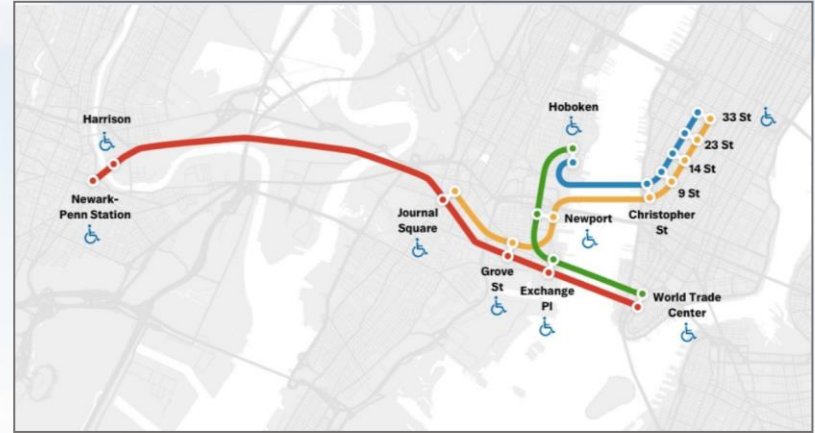 Harrison
Newark-
Penn Station
Journal
Square
Grove
St
Exchange
Pl
Hoboken
Newport
Christopher
St
33 St
23 St
14 St
9 St
World Trade
Center